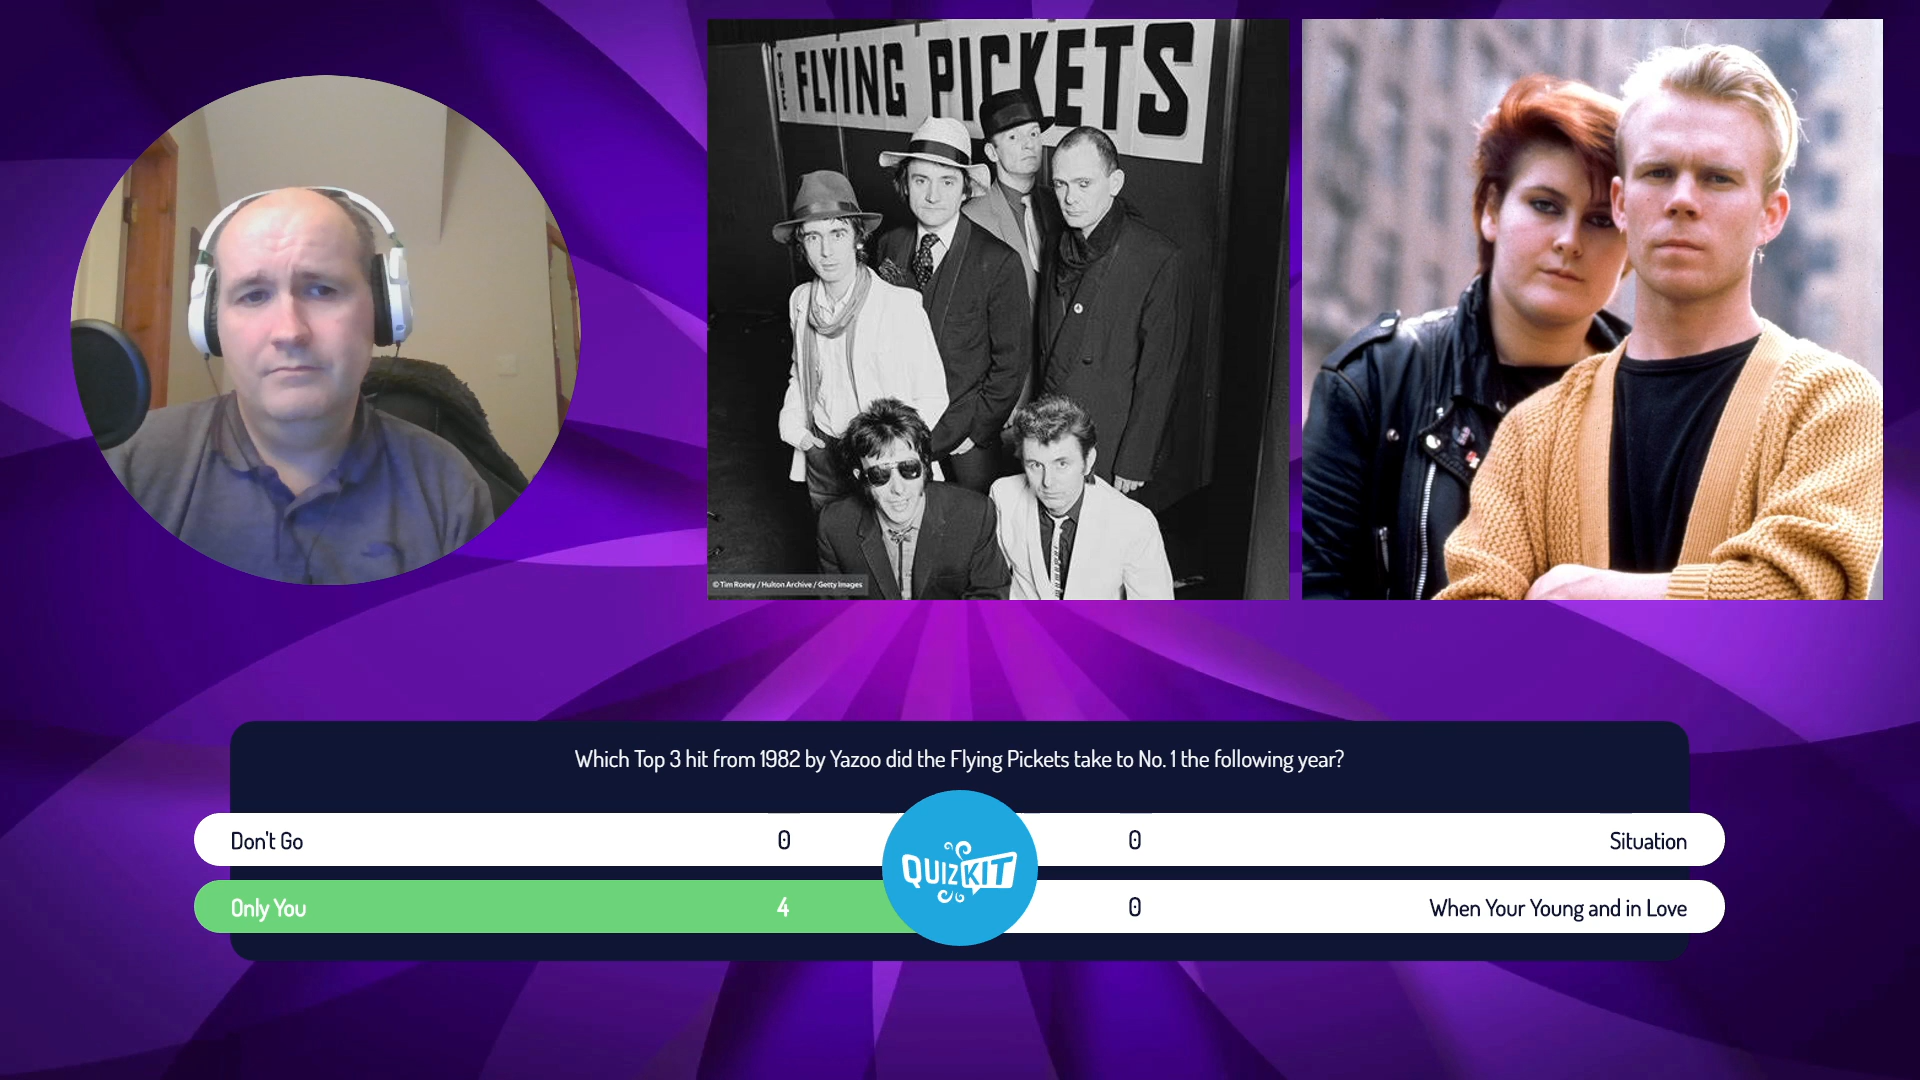 THE FLYING PICKETS
© Tim Roney / Hulton Archive / Getty Images
Which Top 3 hit from 1982 by Yazoo did the Flying Pickets take to No. 1 the following year?
Don't Go 0
0 Situation
Only You 4
0 When Your Young and in Love
QUIZKIT